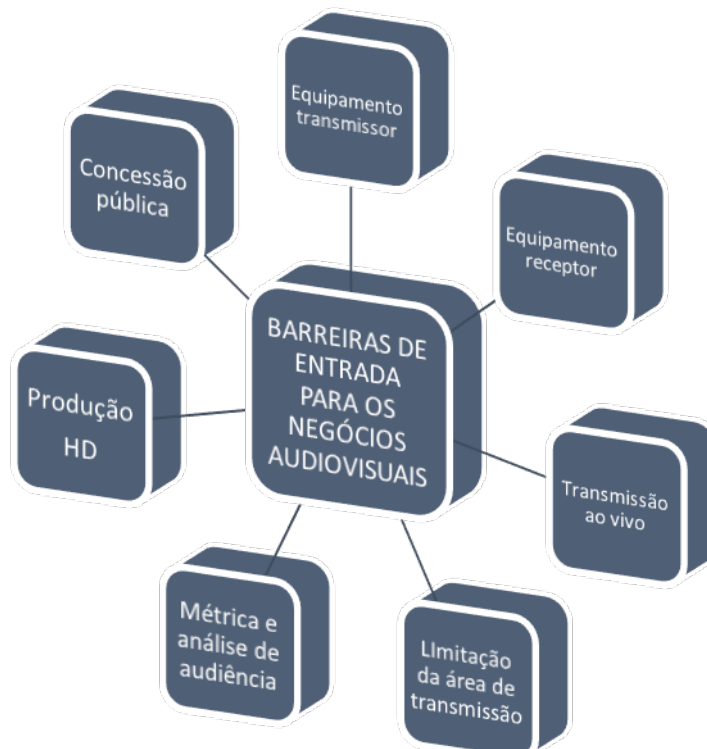 Equipamento
transmissor
Concessão
pública
Equipamento
receptor
BARREIRAS DE
ENTRADA
PARA OS
NEGÓCIOS
AUDIOVISUAIS
Produção
HD
Transmissão
ao vivo
Métrica e
análise de
audiência
LImitação
da área de
transmissão